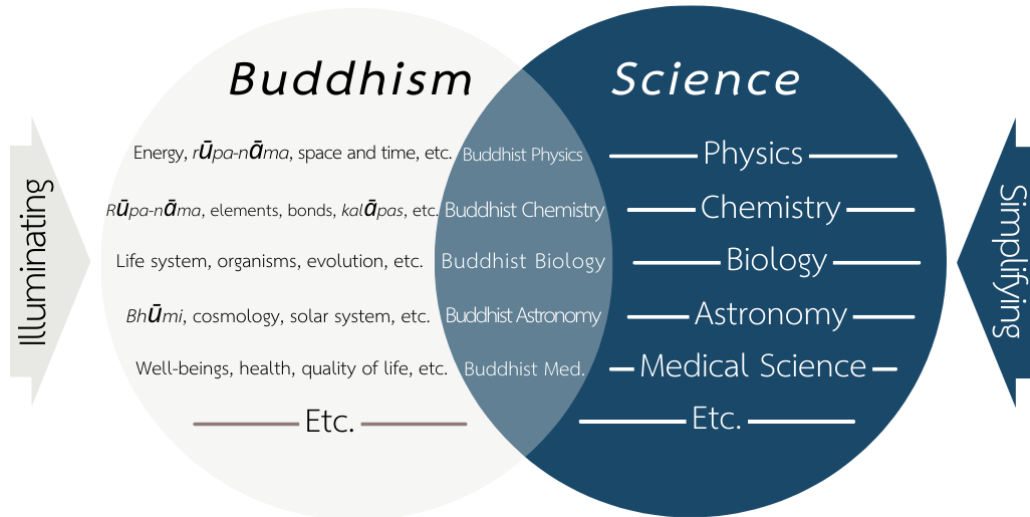 Buddhism Science
Energy, rūpa-nāma, space and time, etc. Buddhist Physics Physics
Rūpa-nāma, elements, bonds, kalāpas, etc. Buddhist Chemistry Chemistry
Life system, organisms, evolution, etc. Buddhist Biology Biology
Bhūmi, cosmology, solar system, etc. Buddhist Astronomy Astronomy
Well-beings, health, quality of life, etc. Buddhist Med. Medical Science
Etc. Etc.
Illuminating
Simplifying